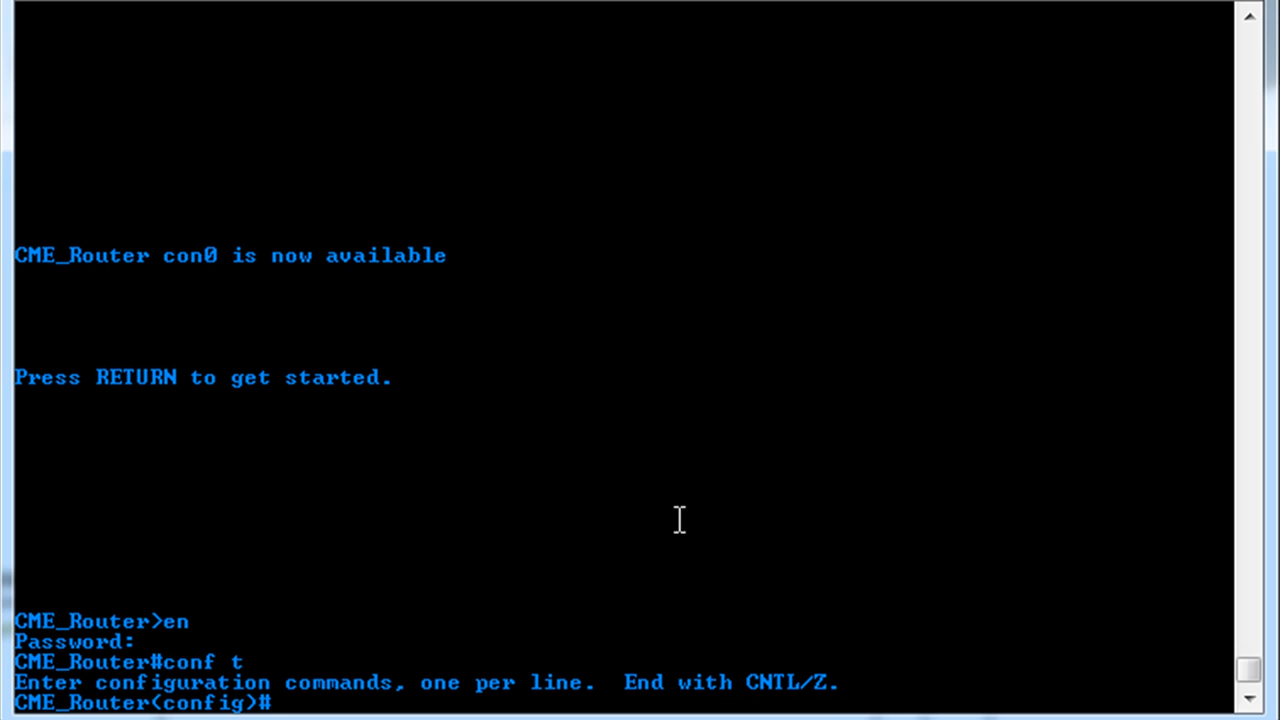 CME_Router con0 is now available
Press RETURN to get started.
CME_Router>en
Password:
CME_Router#conf t
Enter configuration commands, one per line.  End with CNTL/Z.
CME_Router(config)#